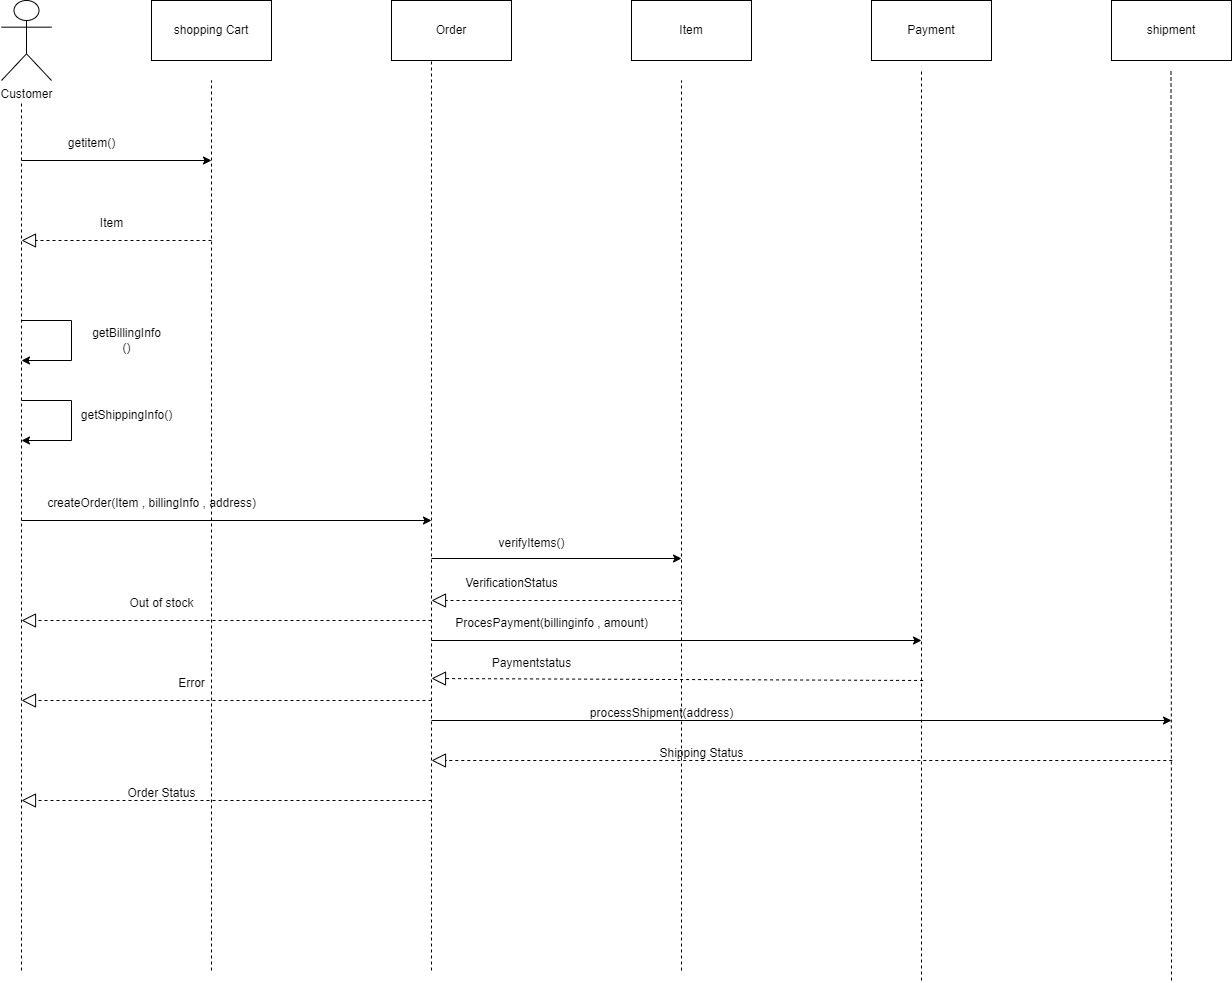 shopping Cart
Order
Item
Payment
shipment
Customer
getitem()
Item
getBillingInfo
()
getShippingInfo()
createOrder(Item , billingInfo , address)
verifyItems()
VerificationStatus
Out of stock
ProcesPayment(billinginfo , amount)
Paymentstatus
Error
processShipment(address)
Shipping Status
Order Status